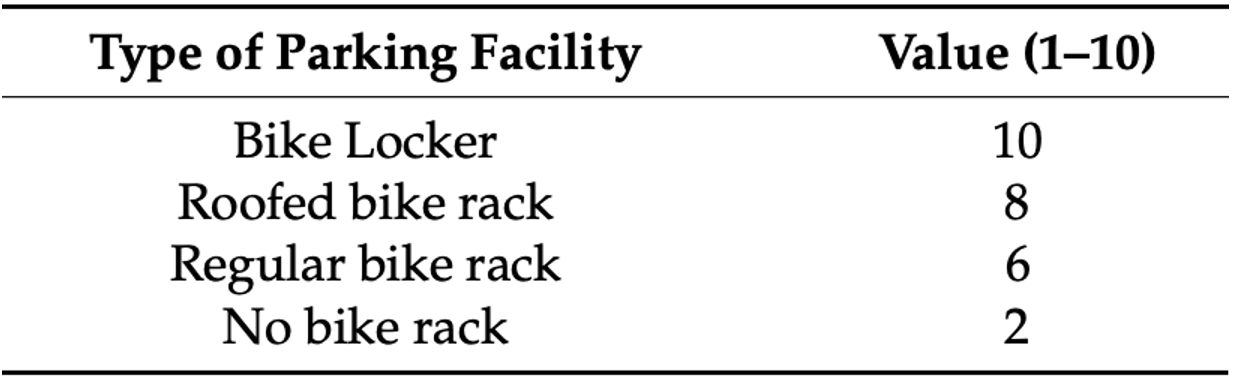 Type of Parking Facility Value (1–10)
Bike Locker 10
Roofed bike rack 8
Regular bike rack 6
No bike rack 2